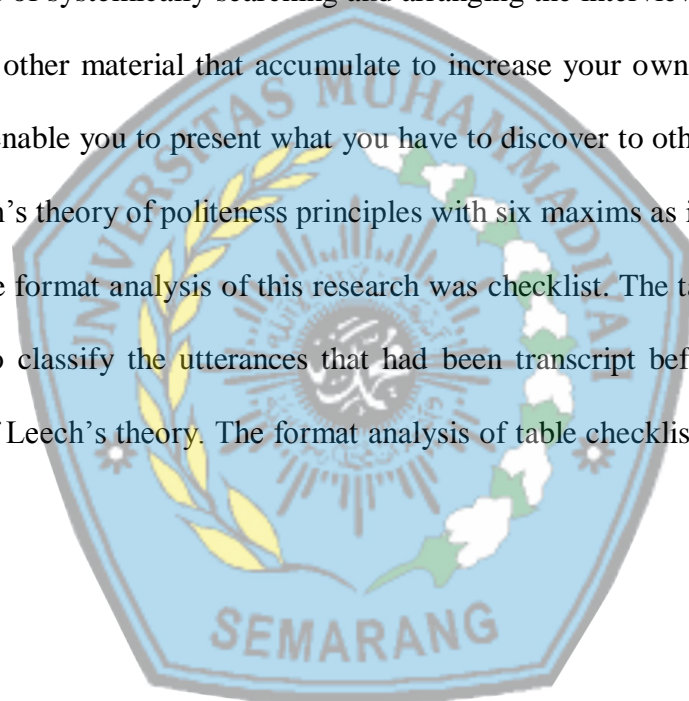 of systemically searching and arranging the interview
other material that accumulate to increase your own
enable you to present what you have to discover to oth
's theory of politeness principles with six maxims as i
format analysis of this research was checklist. The ta
classify the utterances that had been transcript bef
Leech's theory. The format analysis of table checklis
UNIVERSITAS MUHAMMADIYAH
SEMARANG